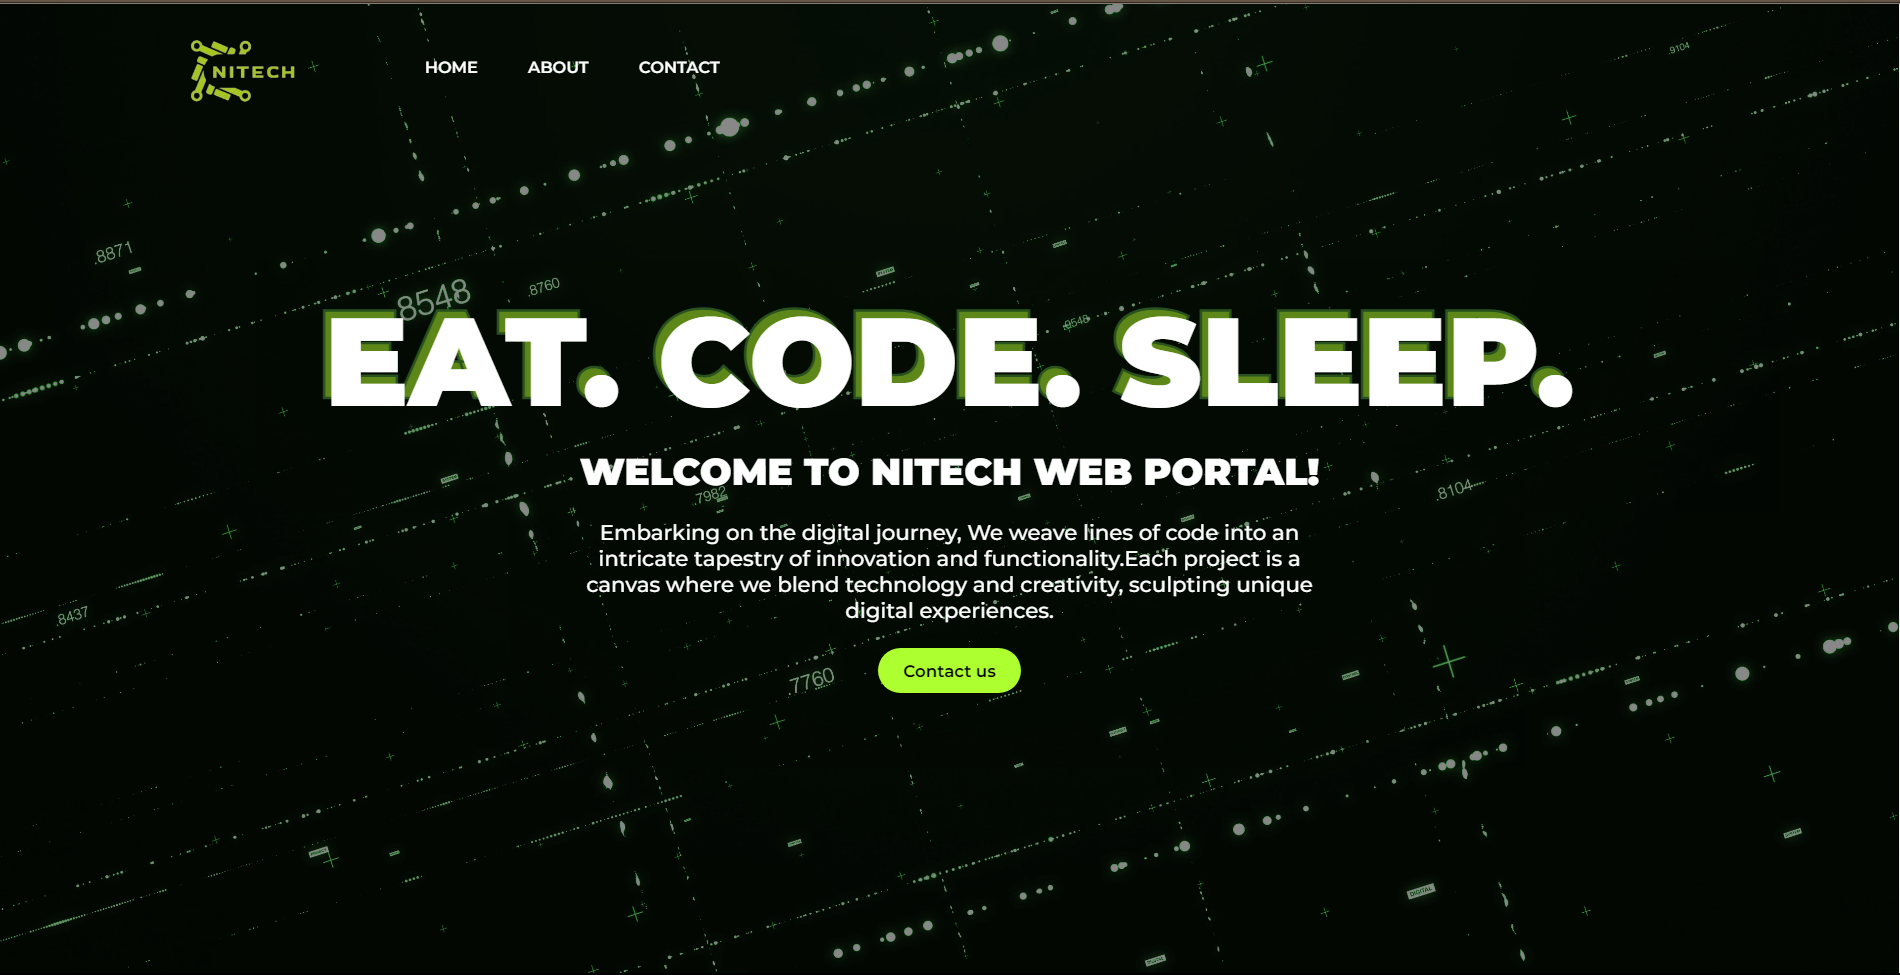 NITECH
HOME ABOUT CONTACT
.9104
.8871
.8548
.8760
.9548
EAT. CODE. SLEEP.
WELCOME TO NITECH WEB PORTAL!
.7982
.8104
Embarking on the digital journey, We weave lines of code into an
intricate tapestry of innovation and functionality.Each project is a
canvas where we blend technology and creativity, sculpting unique
digital experiences.
.8437
Contact us
.7760
DIGITAL